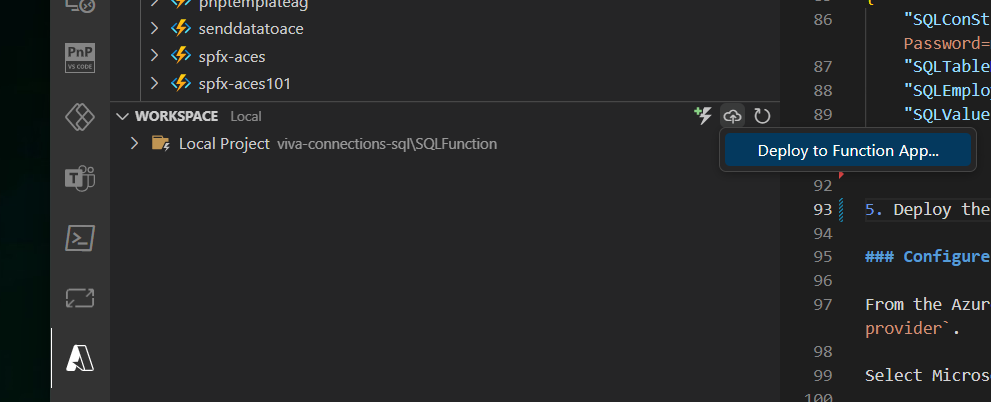 phptemplateag
senddatatoace
spfx-aces
spfx-aces101
WORKSPACE Local
Local Project viva-connections-sql\SQLFunction
Deploy to Function App...
PnP
VS CODE
86 "SQLConSt
Password=
87 "SQLTable
88 "SQLEmploy
89 "SQLValue
92
93 5. Deploy the
94
95 ### Configure
96
97 From the Azur
provider`.
98
99 Select Micros
100